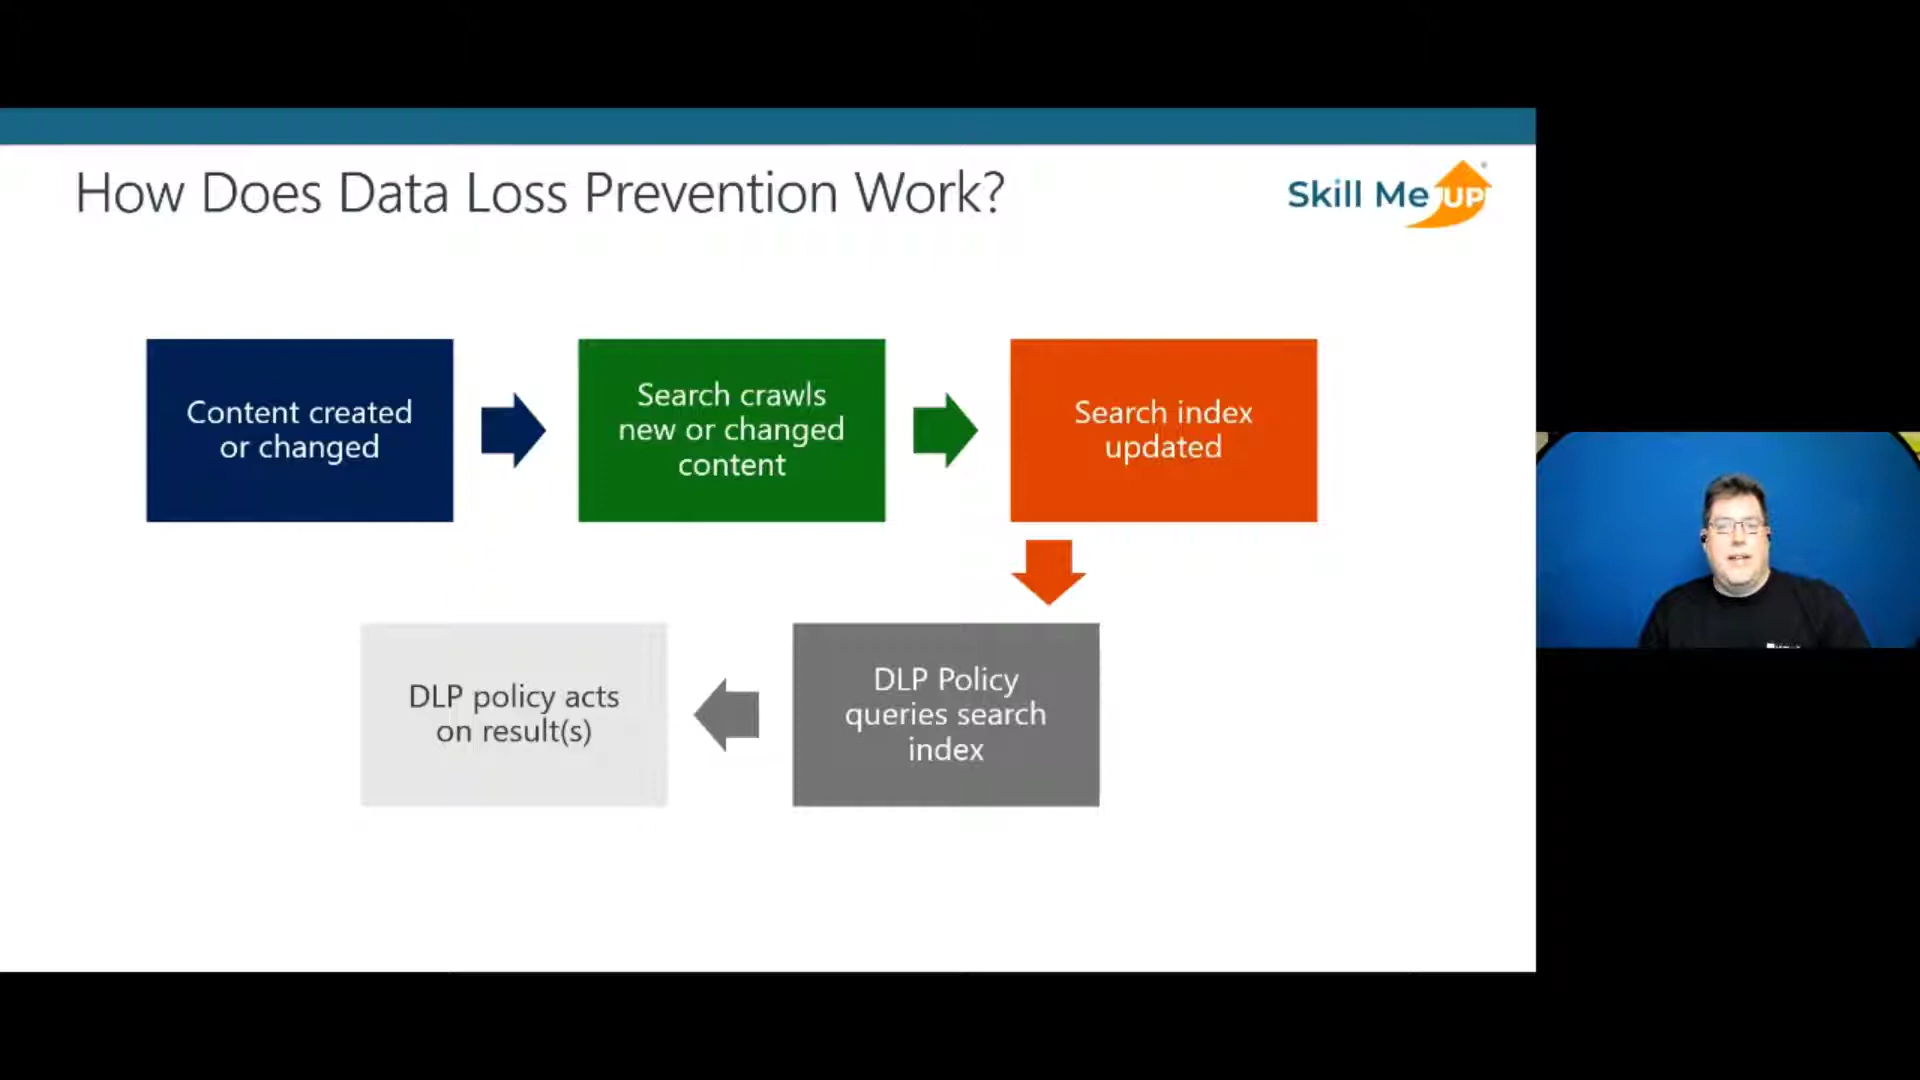 How Does Data Loss Prevention Work?
Skill Me UP
Content created
or changed
Search crawls
new or changed
content
Search index
updated
DLP policy acts
on result(s)
DLP Policy
queries search
index